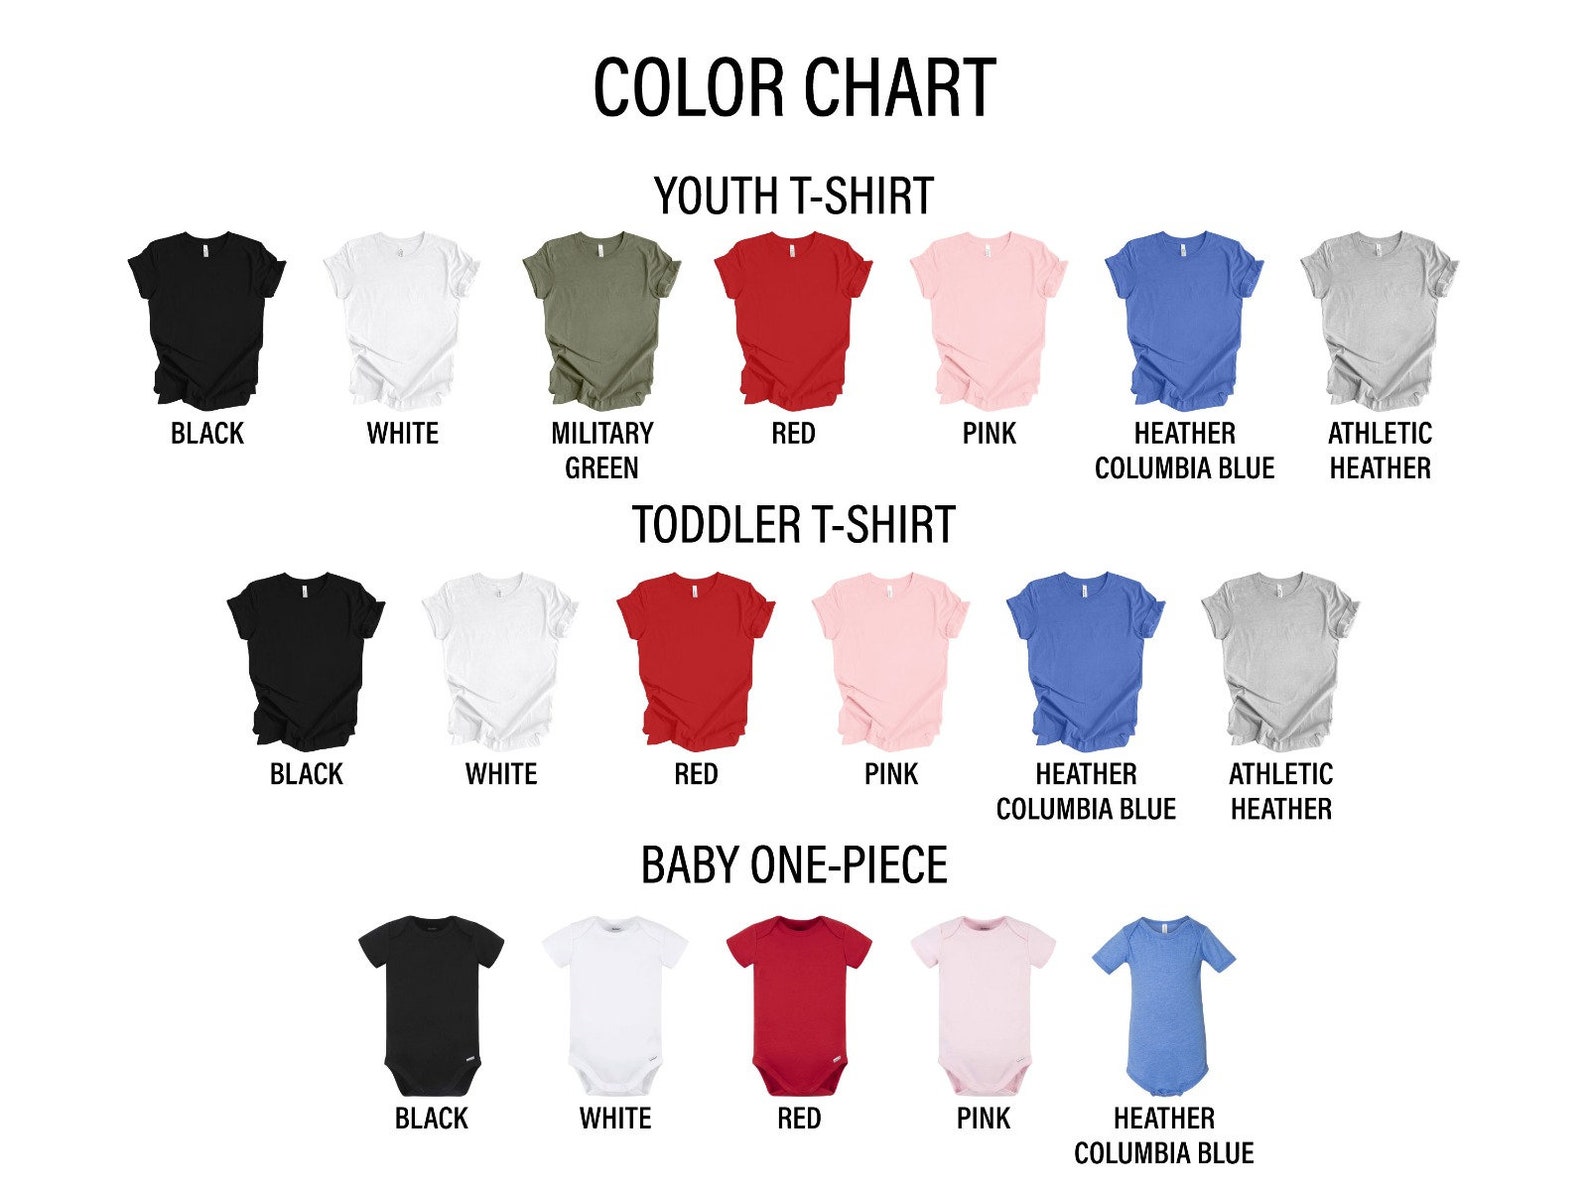 COLOR CHART
YOUTH T-SHIRT
BLACK
WHITE
MILITARY
GREEN
RED
PINK
HEATHER
COLUMBIA BLUE
ATHLETIC
HEATHER
TODDLER T-SHIRT
BLACK
WHITE
RED
PINK
HEATHER
COLUMBIA BLUE
ATHLETIC
HEATHER
BABY ONE-PIECE
BLACK
WHITE
RED
PINK
HEATHER
COLUMBIA BLUE